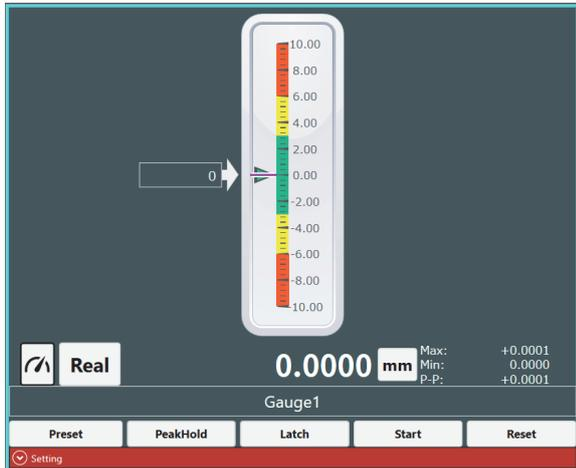 10.00
8.00
6.00
4.00
2.00
0 0.00
-2.00
-4.00
-6.00
-8.00
-10.00
Real 0.0000 mm
Max: +0.0001
Min: 0.0000
P-P: +0.0001
Gauge1
Preset PeakHold Latch Start Reset
Setting